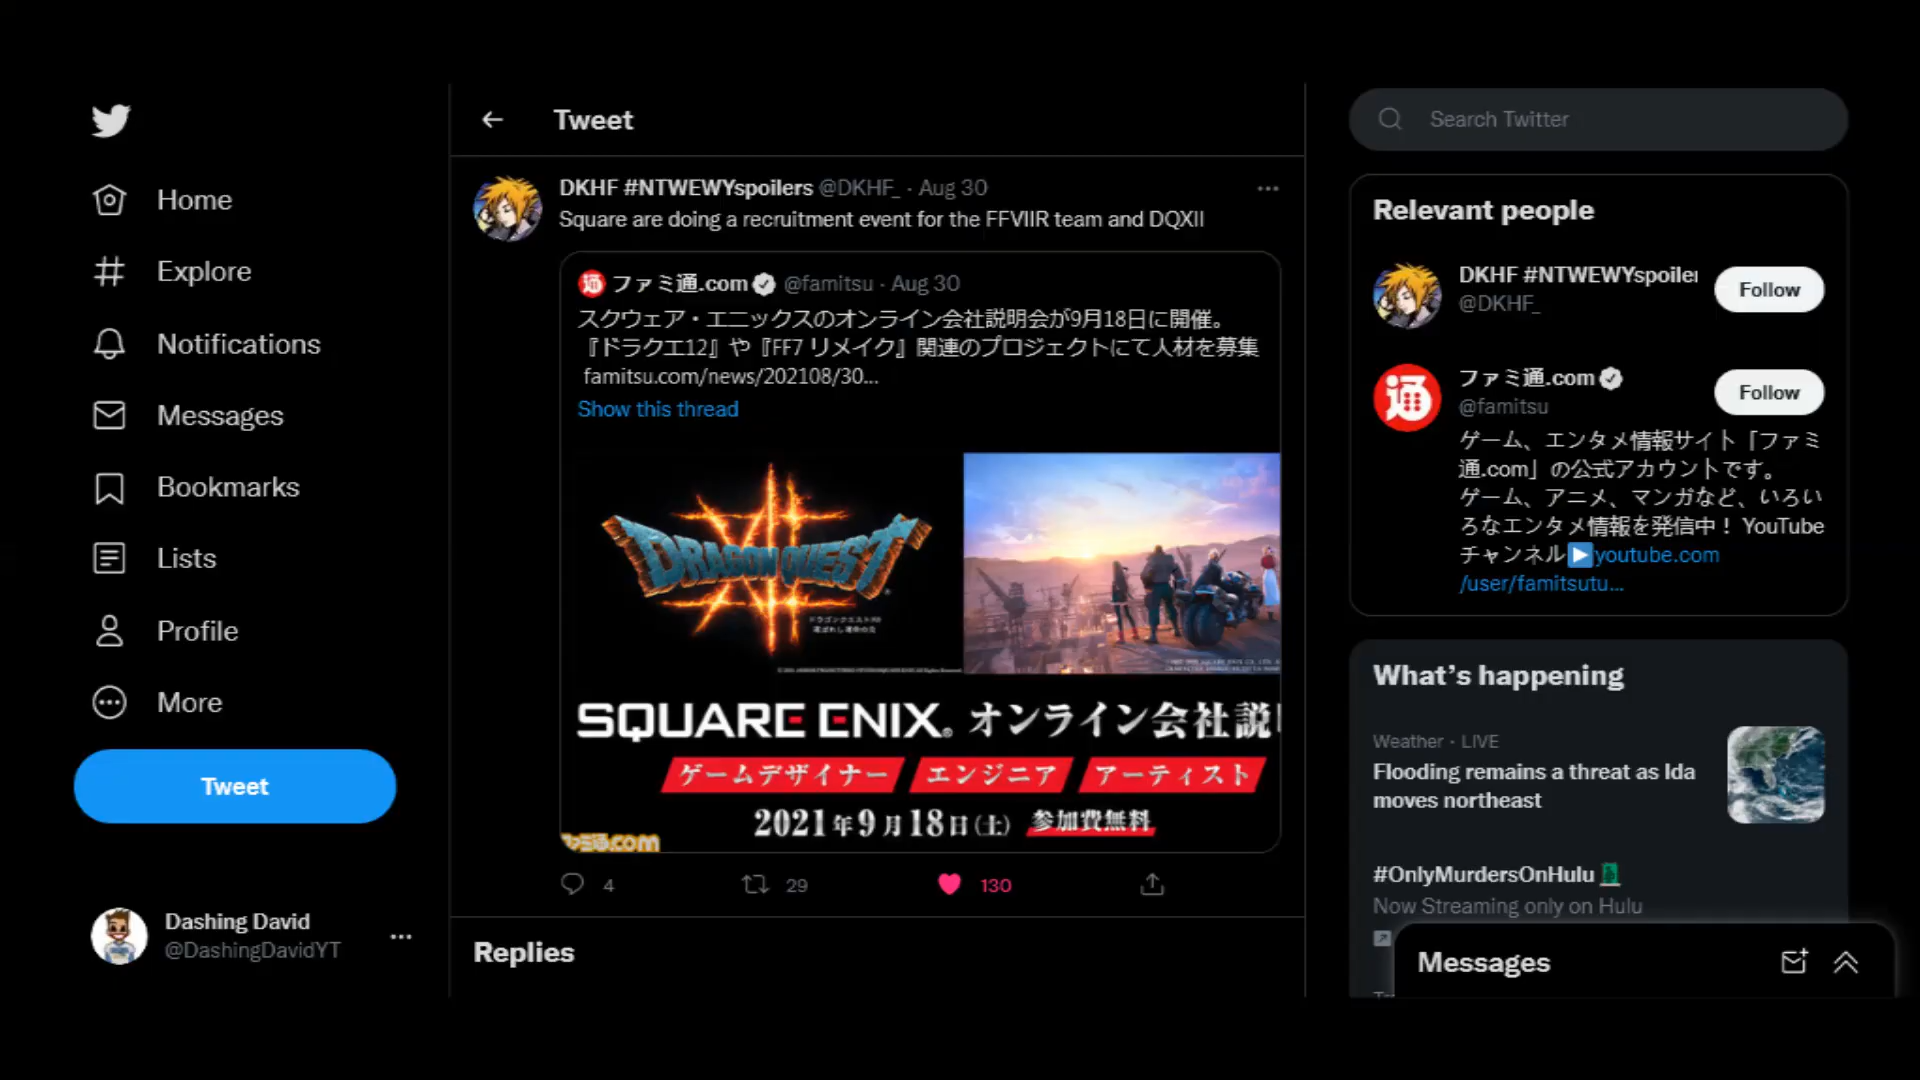 Home
Explore
Notifications
Messages
Bookmarks
Lists
Profile
More
Tweet
Dashing David
@DashingDavidYT
Tweet
DKHF #NTWEWYspoilers @DKHF_ · Aug 30
Square are doing a recruitment event for the FFVIIR team and DQXII
ファミ通.com @famitsu · Aug 30
スクウェア・エニックスのオンライン会社説明会が9月18日に開催。
『ドラクエ12』や『FF7 リメイク』関連のプロジェクトにて人材を募集
famitsu.com/news/202108/30...
Show this thread
XII
DRAGON QUEST
SQUARE ENIX® オンライン会社説
ゲームデザイナー エンジニア アーティスト
2021年9月18日(土) 参加費無料
ファミ通.com
4 29 130
Replies
Search Twitter
Relevant people
DKHF #NTWEWYspoiler
@DKHF_
Follow
ファミ通.com
@famitsu
Follow
ゲーム、エンタメ情報サイト「ファミ
通.com」の公式アカウントです。
ゲーム、アニメ、マンガなど、いろい
ろなエンタメ情報を発信中！ YouTube
チャンネル▶youtube.com
/user/famitsutu...
What's happening
Weather · LIVE
Flooding remains a threat as Ida
moves northeast
#OnlyMurdersOnHulu
Now Streaming only on Hulu
Messages